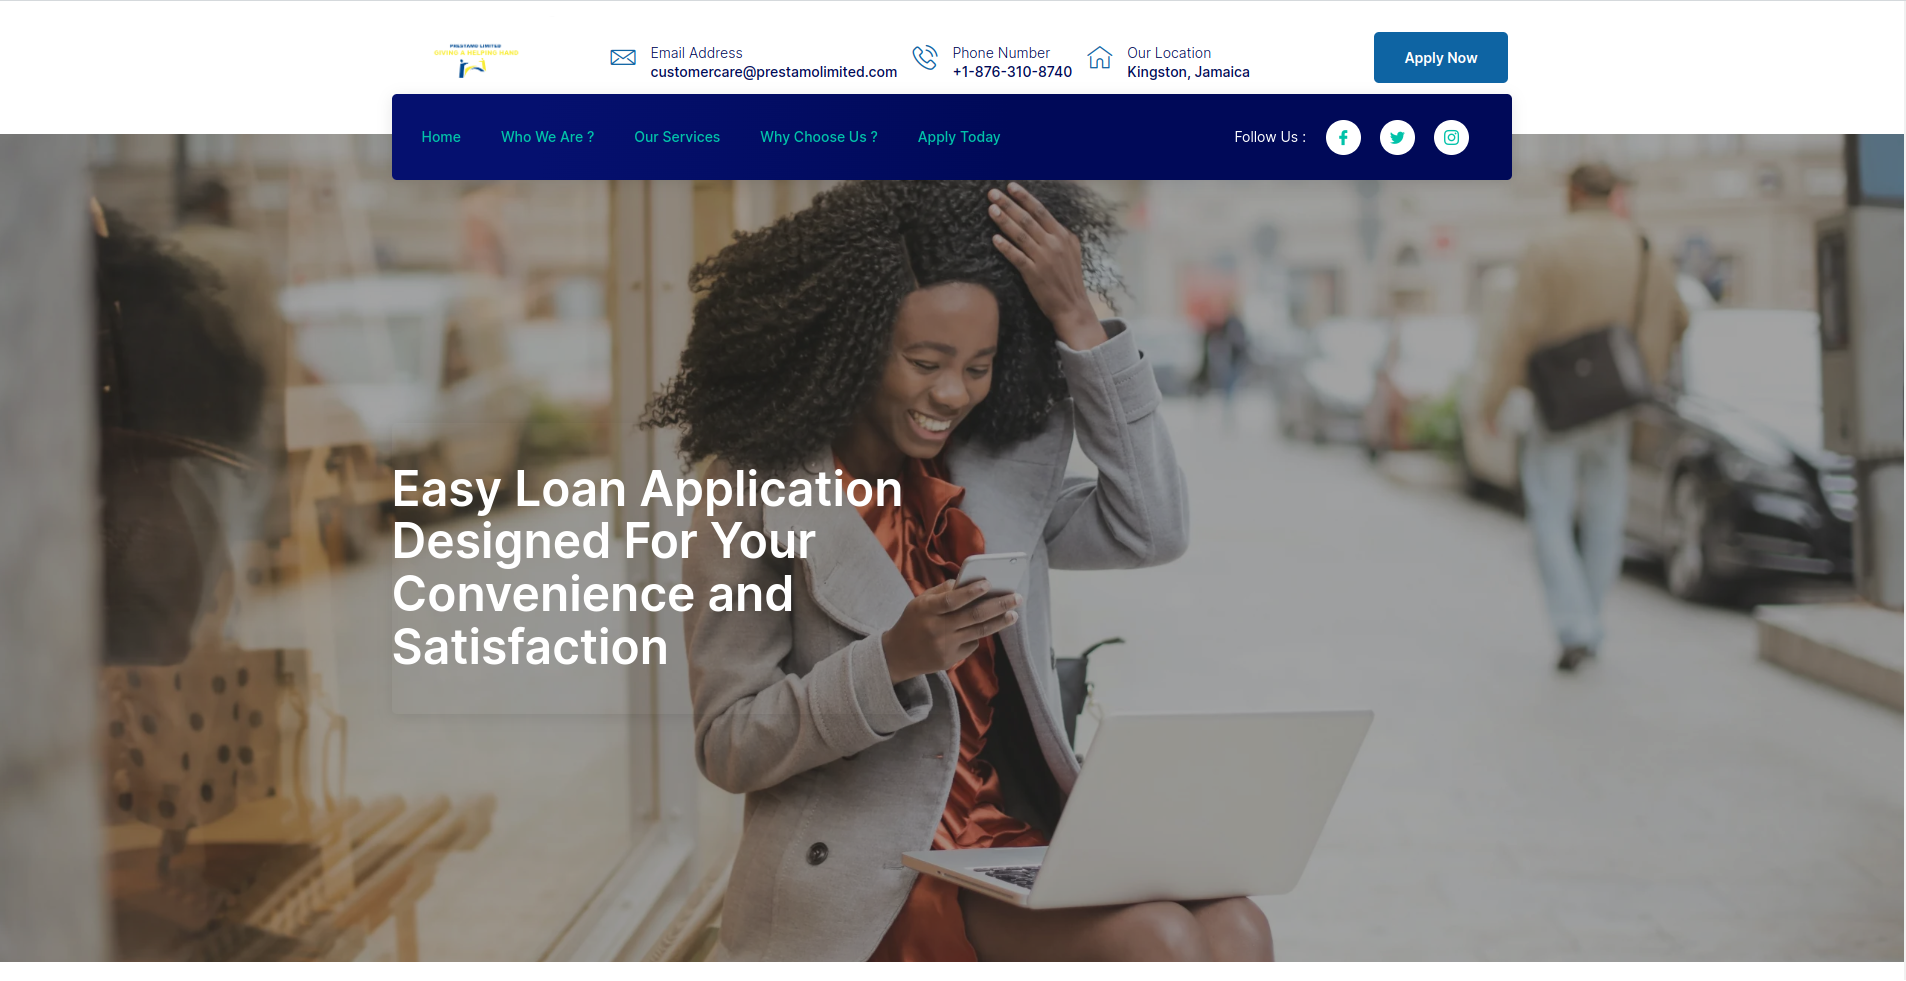 PRESTAMO LIMITED
GIVING A HELPING HAND
Email Address
customercare@prestamolimited.com
Phone Number
+1-876-310-8740
Our Location
Kingston, Jamaica
Apply Now
Home
Who We Are ?
Our Services
Why Choose Us ?
Apply Today
Follow Us :
Easy Loan Application
Designed For Your
Convenience and
Satisfaction